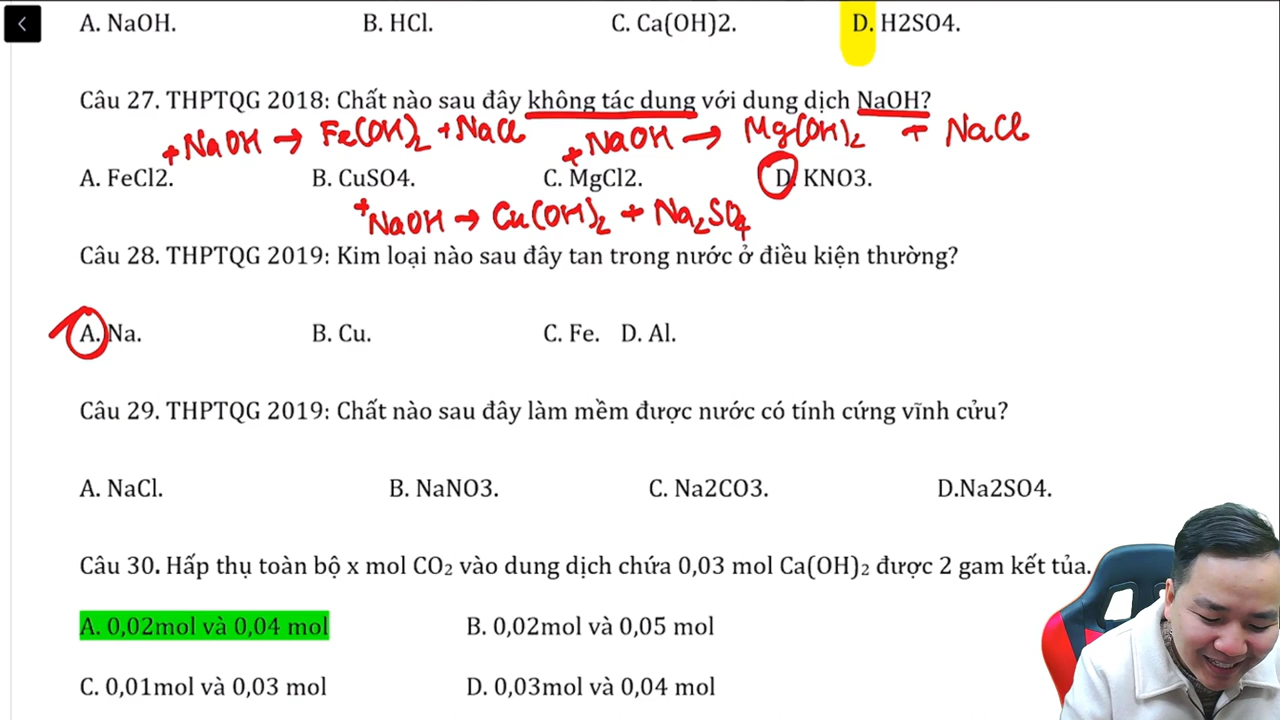 A. NaOH. B. HCl. C. Ca(OH)2. D. H2SO4.
Câu 27. THPTQG 2018: Chất nào sau đây không tác dung với dung dịch NaOH?
+NaOH → Fe(OH)2 + NaCl +NaOH → Mg(OH)2 + NaCl
A. FeCl2. B. CuSO4. C. MgCl2. D. KNO3.
+NaOH → Cu(OH)2 + Na2SO4
Câu 28. THPTQG 2019: Kim loại nào sau đây tan trong nước ở điều kiện thường?
A. Na. B. Cu. C. Fe. D. Al.
Câu 29. THPTQG 2019: Chất nào sau đây làm mềm được nước có tính cứng vĩnh cửu?
A. NaCl. B. NaNO3. C. Na2CO3. D.Na2SO4.
Câu 30. Hấp thụ toàn bộ x mol CO₂ vào dung dịch chứa 0,03 mol Ca(OH)₂ được 2 gam kết tủa.
A. 0,02mol và 0,04 mol B. 0,02mol và 0,05 mol
C. 0,01mol và 0,03 mol D. 0,03mol và 0,04 mol